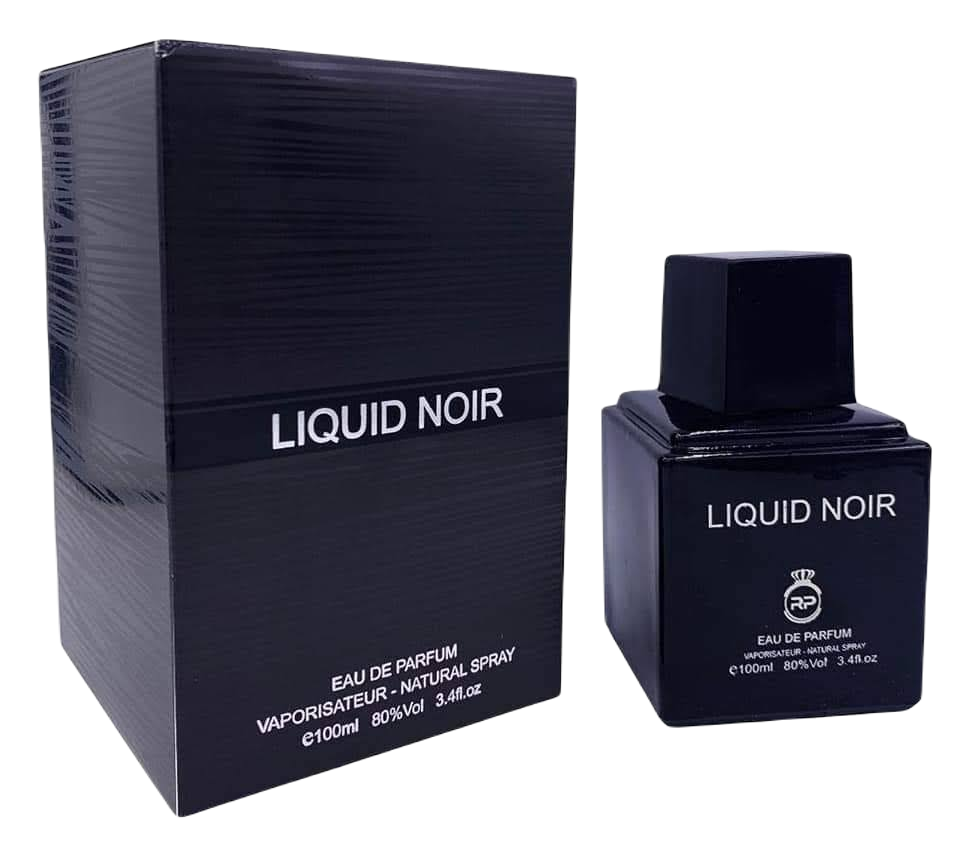 LIQUID NOIR
EAU DE PARFUM
VAPORISATEUR - NATURAL SPRAY
℮100ml 80%Vol 3.4fl.oz
LIQUID NOIR
RP
EAU DE PARFUM
VAPORISATEUR - NATURAL SPRAY
℮100ml 80%Vol 3.4fl.oz